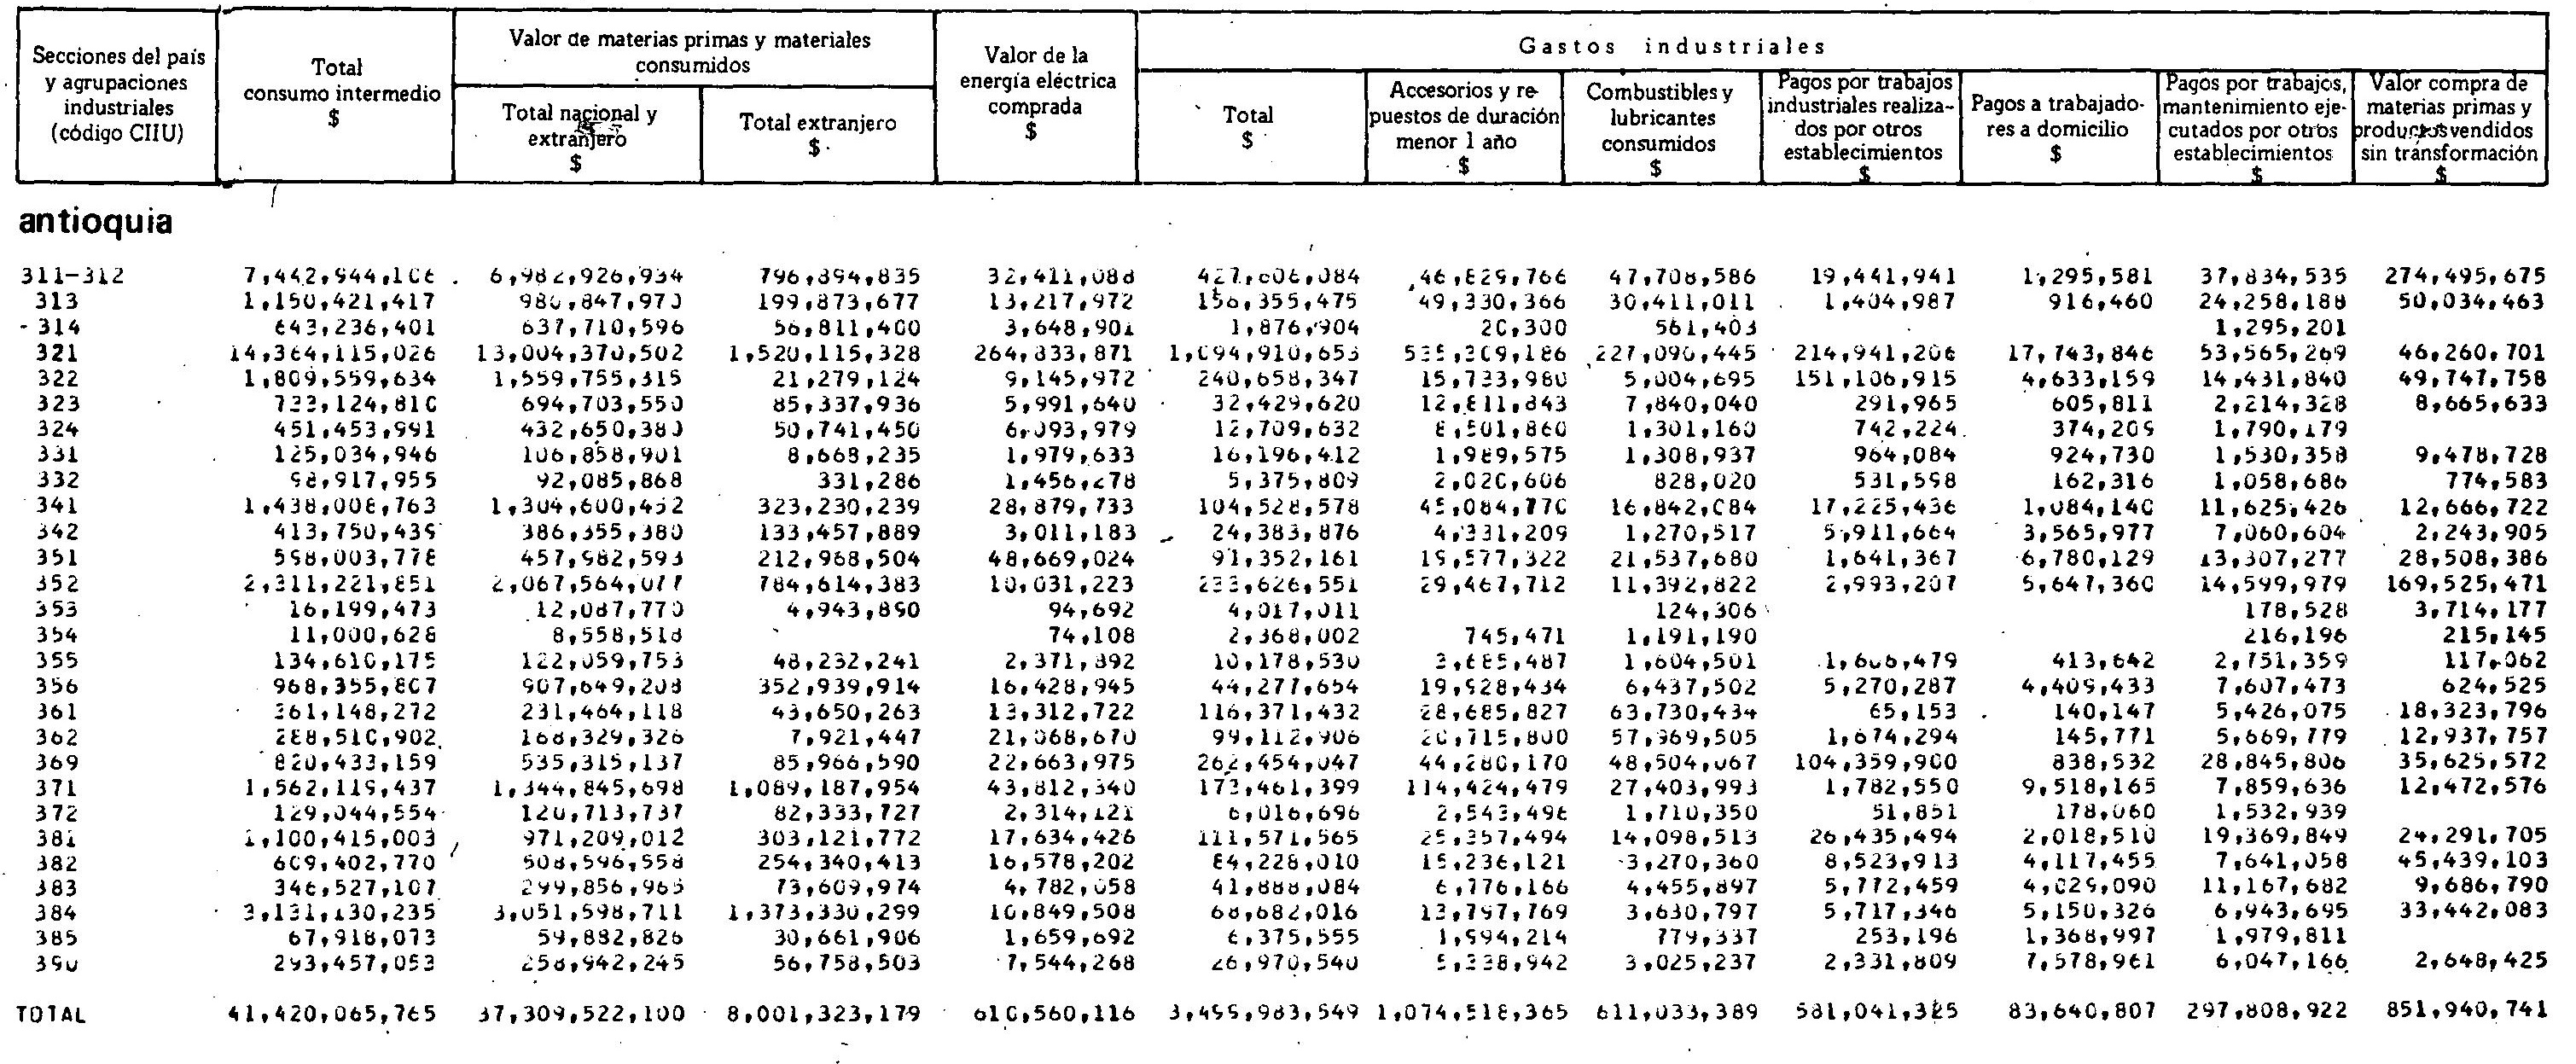 Secciones del país y agrupaciones industriales (código CIIU)
Total consumo intermedio $
Valor de materias primas y materiales consumidos
Total nacional y extranjero $
Total extranjero $
Valor de la energía eléctrica comprada $
Gastos industriales
Total $
Accesorios y repuestos de duración menor 1 año $
Combustibles y lubricantes consumidos $
Pagos por trabajos industriales realizados por otros establecimientos $
Pagos a trabajadores a domicilio $
Pagos por trabajos, mantenimiento ejecutados por otros establecimientos $
Valor compra de materias primas y productos vendidos sin transformación $
antioquia
311-312 7,442,944,106 6,982,926,934 796,894,835 32,411,088 427,606,084 46,829,766 47,708,586 19,441,941 1,295,581 37,834,535 274,495,675
313 1,150,421,417 980,847,970 199,873,677 13,217,972 156,355,475 49,330,366 30,411,011 1,404,987 916,460 24,258,188 50,034,463
314 643,236,401 637,710,596 56,811,400 3,648,901 1,876,904 20,300 561,403 1,295,201
321 14,364,115,026 13,004,370,502 1,520,115,328 264,833,871 1,094,910,653 535,309,186 227,090,445 214,941,206 17,743,846 53,565,269 46,260,701
322 1,809,559,634 1,559,755,315 21,279,124 9,145,972 240,658,347 15,733,980 5,004,695 151,106,915 4,633,159 14,431,840 49,747,758
323 733,124,810 694,703,550 85,337,936 5,991,640 32,429,620 12,811,843 7,840,040 291,965 605,811 2,214,328 8,665,633
324 451,453,991 432,650,380 50,741,450 6,093,979 12,709,632 8,501,860 1,301,160 742,224 374,209 1,790,179
331 125,034,946 106,858,901 8,668,235 1,979,633 16,196,412 1,989,575 1,308,937 964,084 924,730 1,530,358 9,478,728
332 98,917,955 92,085,868 331,286 1,456,278 5,375,809 2,020,606 828,020 531,598 162,316 1,058,686 774,583
341 1,438,008,763 1,304,600,452 323,230,239 28,879,733 104,528,578 45,084,770 16,842,084 17,225,436 1,084,140 11,625,426 12,666,722
342 413,750,439 386,355,380 133,457,889 3,011,183 24,383,876 4,331,209 1,270,517 5,911,664 3,565,977 7,060,604 2,243,905
351 598,003,778 457,982,593 212,968,504 48,669,024 91,352,161 19,577,322 21,537,680 1,641,367 6,780,129 13,307,277 28,508,386
352 2,311,221,851 2,067,564,077 784,614,383 10,031,223 233,626,551 29,467,712 11,392,822 2,993,207 5,647,360 14,599,979 169,525,471
353 16,199,473 12,087,770 4,943,890 94,692 4,017,011 124,306 178,528 3,714,177
354 11,000,628 8,558,518 74,108 2,368,002 745,471 1,191,190 216,196 215,145
355 134,610,175 122,059,753 48,232,241 2,371,892 10,178,530 3,685,487 1,604,501 1,606,479 413,642 2,751,359 117,062
356 968,355,807 907,649,208 352,939,914 16,428,945 44,277,654 19,928,434 6,437,502 5,270,287 4,409,433 7,607,473 624,525
361 361,148,272 231,464,118 43,650,263 13,312,722 116,371,432 28,685,827 63,730,434 65,153 140,147 5,426,075 18,323,796
362 288,510,902 168,329,326 7,921,447 21,068,670 99,112,906 20,715,800 57,969,505 1,674,294 145,771 5,669,779 12,937,757
369 820,433,159 535,315,137 85,966,590 22,663,975 262,454,047 44,280,170 48,504,067 104,359,900 838,532 28,845,806 35,625,572
371 1,562,119,437 1,344,845,698 1,089,187,954 43,812,340 173,461,399 114,424,479 27,403,993 1,782,550 9,518,165 7,859,636 12,472,576
372 129,044,554 120,713,737 82,333,727 2,314,121 6,016,696 2,543,496 1,710,350 51,851 178,060 1,532,939
381 1,100,415,003 971,209,012 303,121,772 17,634,426 111,571,565 25,357,494 14,098,513 26,435,494 2,018,510 19,369,849 24,291,705
382 609,402,770 508,596,558 254,340,413 16,578,202 84,228,010 15,236,121 3,270,360 8,523,913 4,117,455 7,641,058 45,439,103
383 346,527,107 299,856,965 73,609,974 4,782,058 41,888,084 6,776,166 4,455,897 5,772,459 4,029,090 11,167,682 9,686,790
384 3,131,130,235 3,051,598,711 1,373,330,299 10,849,508 68,682,016 13,797,769 3,630,797 5,717,346 5,150,326 6,943,695 33,442,083
385 67,918,073 59,882,826 30,661,906 1,659,692 6,375,555 1,994,214 779,337 253,196 1,368,997 1,979,811
390 293,457,053 258,942,245 56,758,503 7,544,268 26,970,540 5,338,942 3,025,237 2,331,809 7,578,961 6,047,166 2,648,425
TOTAL 41,420,065,765 37,309,522,100 8,001,323,179 610,560,116 3,499,983,549 1,074,518,365 611,033,389 581,041,325 83,640,807 297,808,922 851,940,741